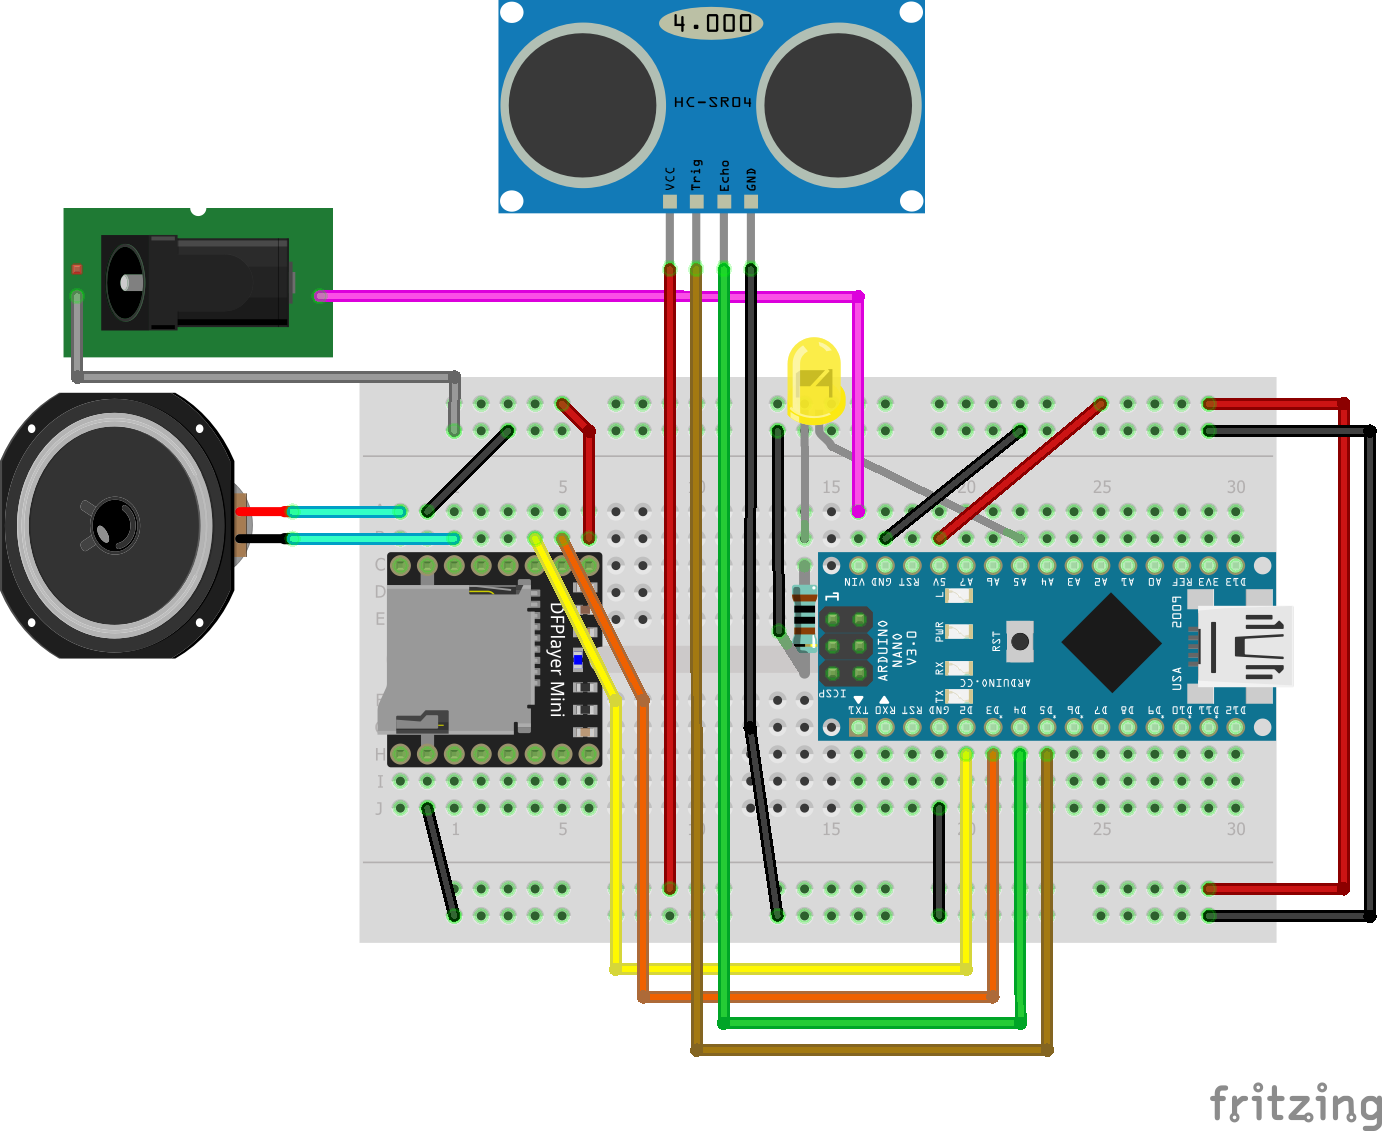 4.000
HC-SR04
VCC
Trig
Echo
GND
5
10
15
20
25
30
A
C
D
E
DFPlayer Mini
H
I
J
VIN
GND
RST
5V
A7
A6
A5
A4
A3
A2
A1
A0
REF
3V3
D13
1
L
PWR
RX
TX
RST
ARDUINO
NANO
V3.0
ICSP
ARDUINO.CC
2009
USA
TX1
RX0
RST
GND
D2
D3
D4
D5
D6
D7
D8
D9
D10
D11
D12
1
5
10
15
20
25
30
fritzing